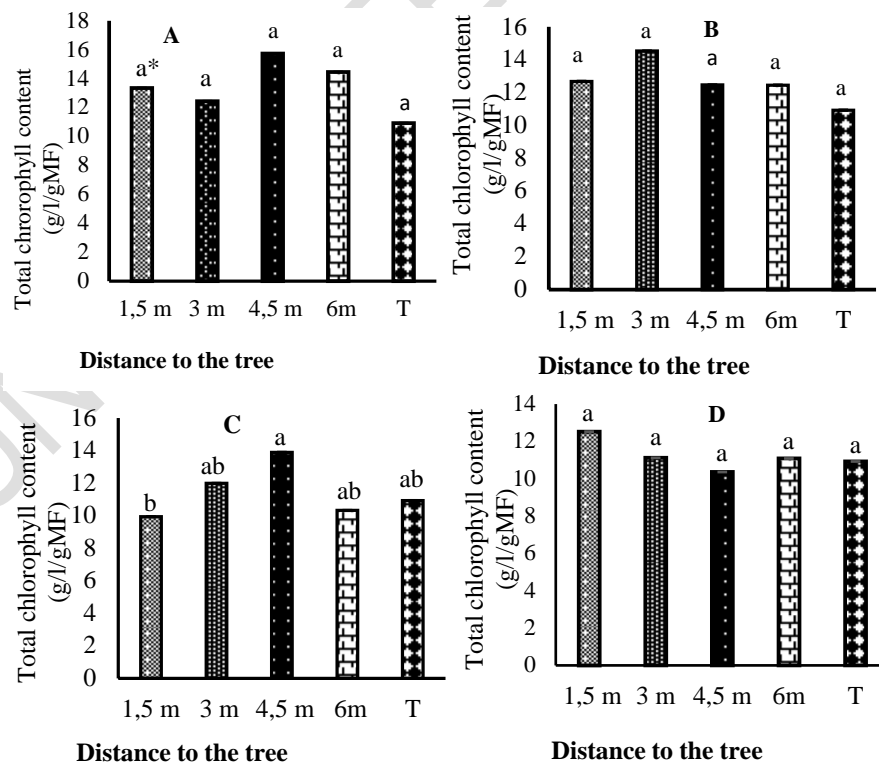 A
Total chrorophyll content
(g/l/gMF)
18
16
14
12
10
8
6
4
2
0
a*
a
a
a
a
1,5 m
3 m
4,5 m
6m
T
Distance to the tree
B
Total chlorophyll content
(g/l/gMF)
16
14
12
10
8
6
4
2
0
a
a
a
a
a
1,5 m
3 m
4,5 m
6m
T
Distance to the tree
C
Total chlorophyll content
(g/l/gMF)
16
14
12
10
8
6
4
2
0
b
ab
a
ab
ab
1,5 m
3 m
4,5 m
6m
T
Distance to the tree
D
Total chlorophyll content
(g/l/gMF)
14
12
10
8
6
4
2
0
a
a
a
a
a
1,5 m
3 m
4,5 m
6m
T
Distance to the tree